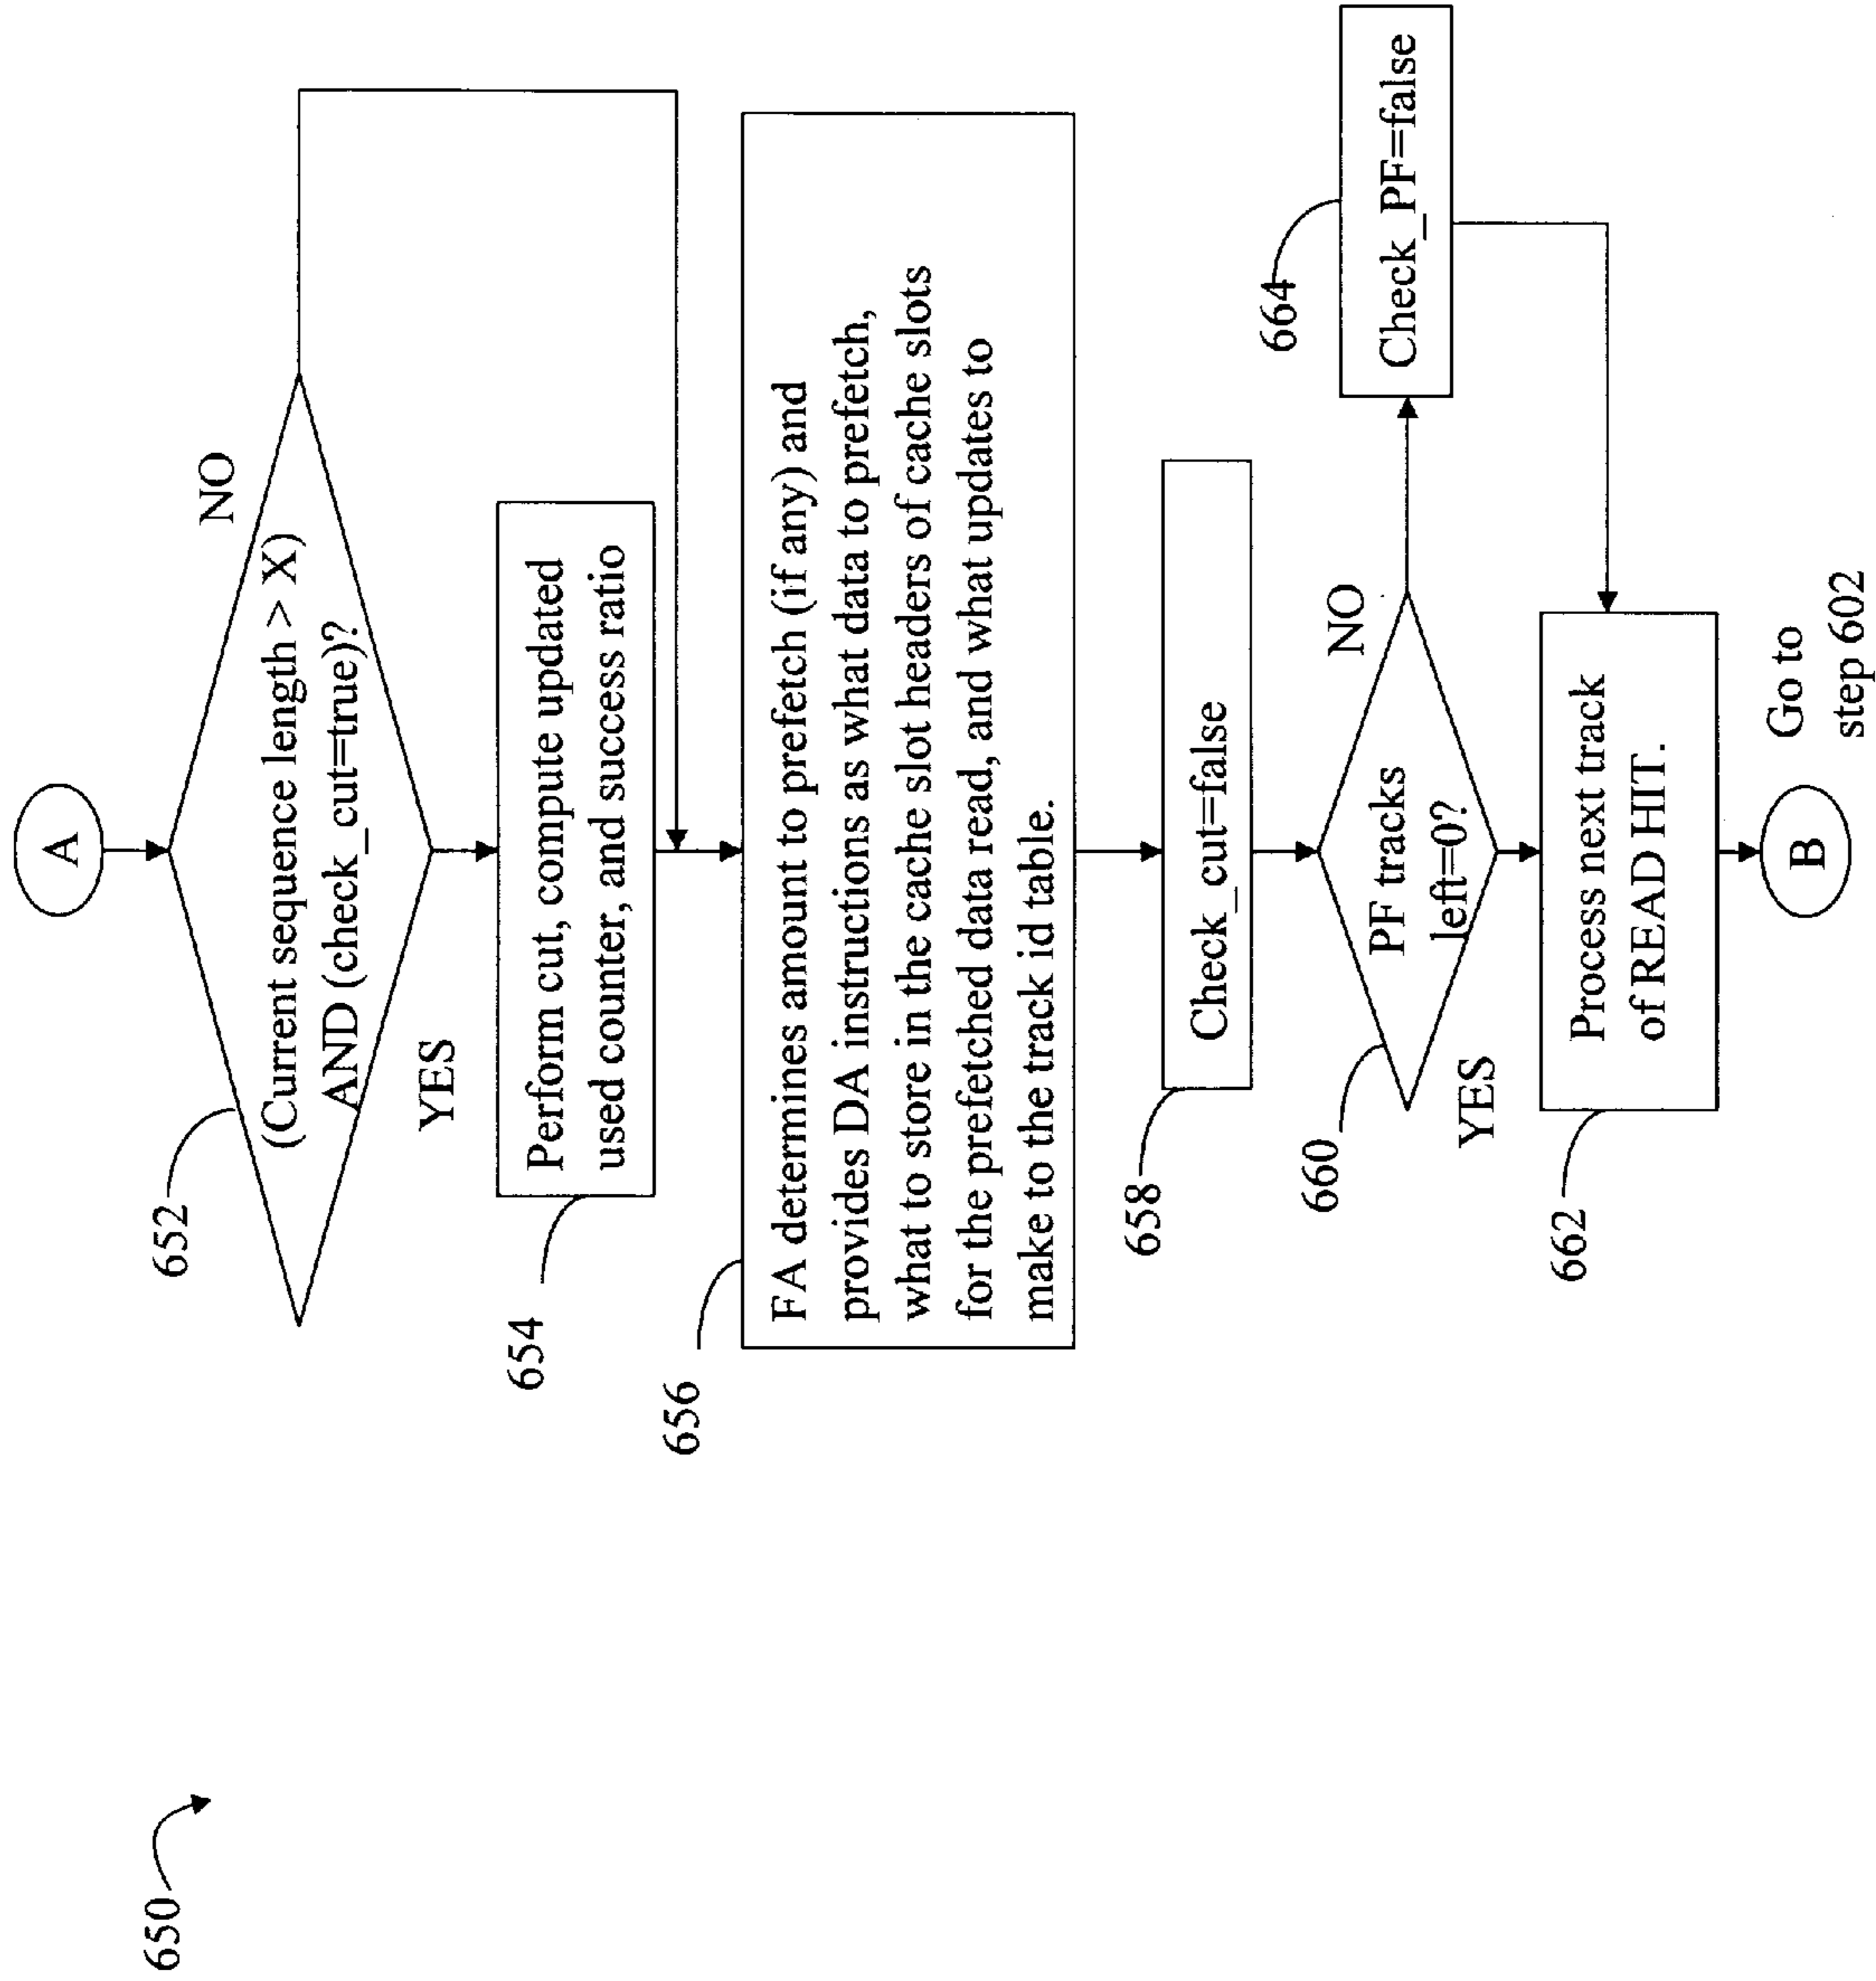 650
A
652
(Current sequence length > X)
AND (check_cut=true)?
NO
YES
654
Perform cut, compute updated
used counter, and success ratio
656
FA determines amount to prefetch (if any) and
provides DA instructions as what data to prefetch,
what to store in the cache slot headers of cache slots
for the prefetched data read, and what updates to
make to the track id table.
658
Check_cut=false
660
PF tracks
left=0?
NO
YES
664
Check_PF=false
662
Process next track
of READ HIT.
B
Go to
step 602